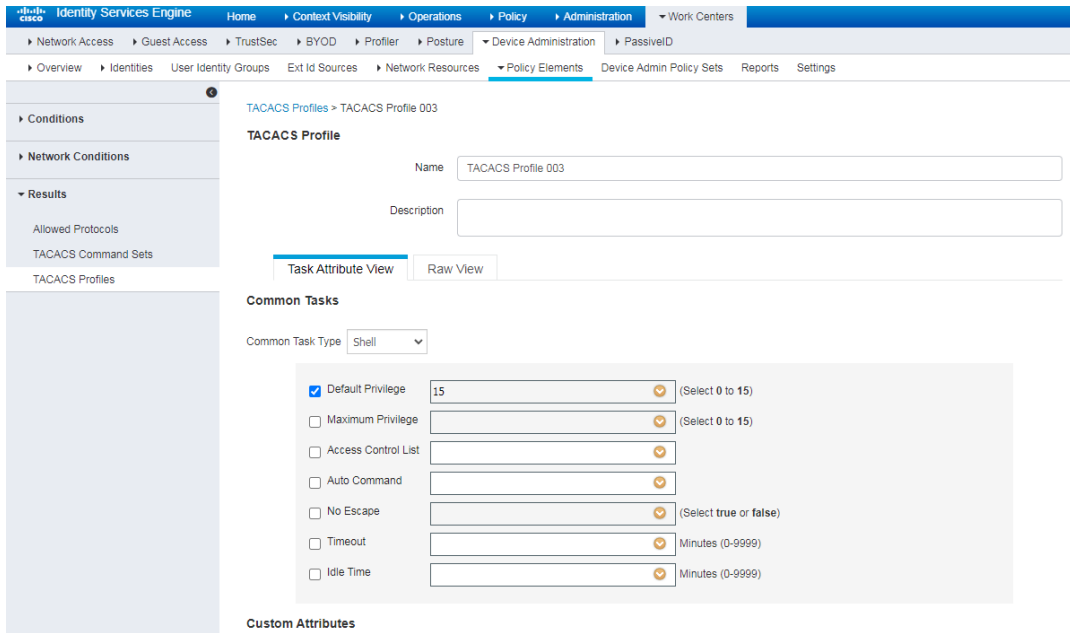 cisco Identity Services Engine Home Context Visibility Operations Policy Administration Work Centers
Network Access Guest Access TrustSec BYOD Profiler Posture Device Administration PassiveID
Overview Identities User Identity Groups Ext Id Sources Network Resources Policy Elements Device Admin Policy Sets Reports Settings
Conditions
Network Conditions
Results
Allowed Protocols
TACACS Command Sets
TACACS Profiles
TACACS Profiles > TACACS Profile 003
TACACS Profile
Name TACACS Profile 003
Description
Task Attribute View Raw View
Common Tasks
Common Task Type Shell
Default Privilege 15 (Select 0 to 15)
Maximum Privilege (Select 0 to 15)
Access Control List
Auto Command
No Escape (Select true or false)
Timeout Minutes (0-9999)
Idle Time Minutes (0-9999)
Custom Attributes